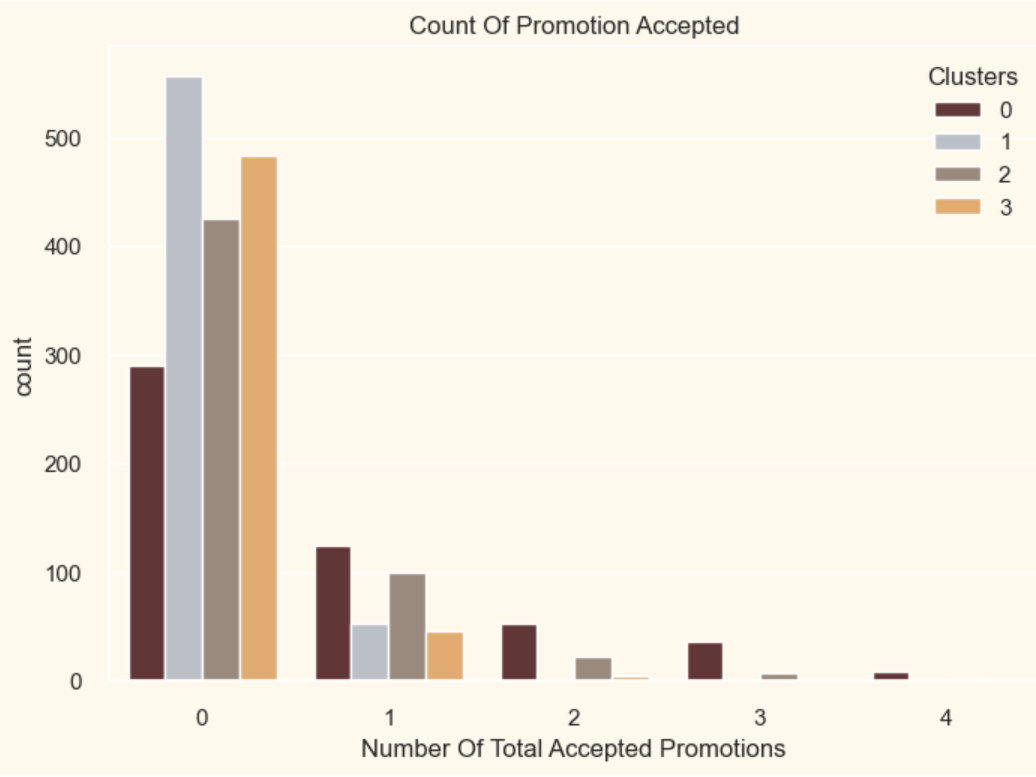 Count Of Promotion Accepted
Clusters
0
1
2
3
count
500
400
300
200
100
0
0 1 2 3 4
Number Of Total Accepted Promotions